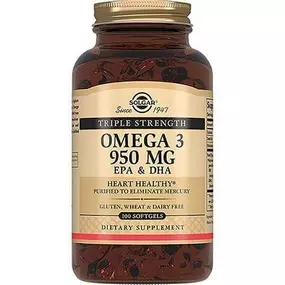 SOLGAR®
Since 1947
TRIPLE STRENGTH
OMEGA 3
950 MG
EPA & DHA
HEART HEALTHY*
PURIFIED TO ELIMINATE MERCURY
GLUTEN, WHEAT & DAIRY FREE
100 SOFTGELS
DIETARY SUPPLEMENT